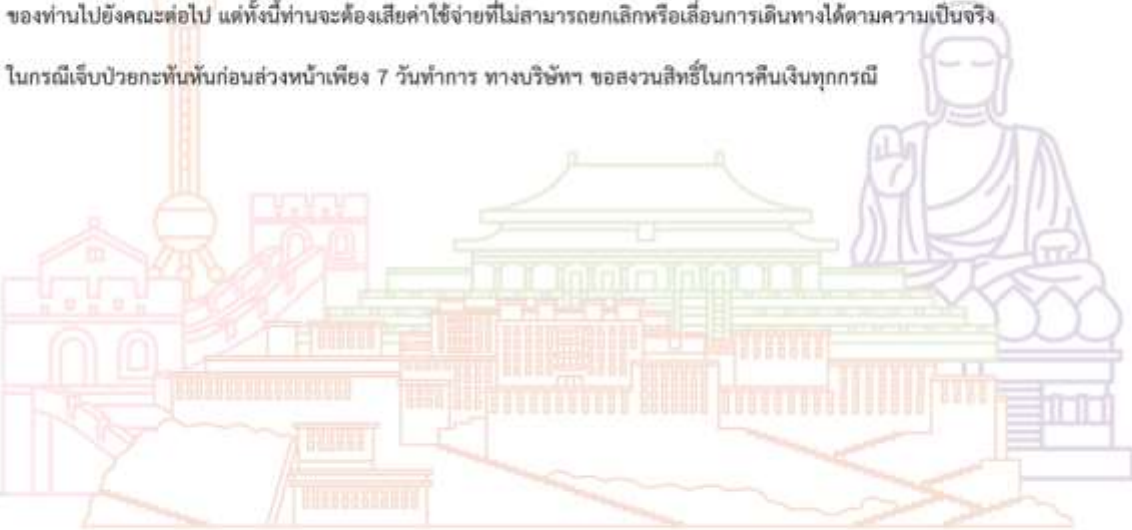 ของท่านไปยังคณะต่อไป แต่ทั้งนี้ท่านจะต้องเสียค่าใช้จ่ายที่ไม่สามารถยกเลิกหรือเลื่อนการเดินทางได้ตามความเป็นจริง
ในกรณีเจ็บป่วยกะทันหันก่อนล่วงหน้าเพียง 7 วันทำการ ทางบริษัทฯ ขอสงวนสิทธิ์ในการคืนเงินทุกกรณี